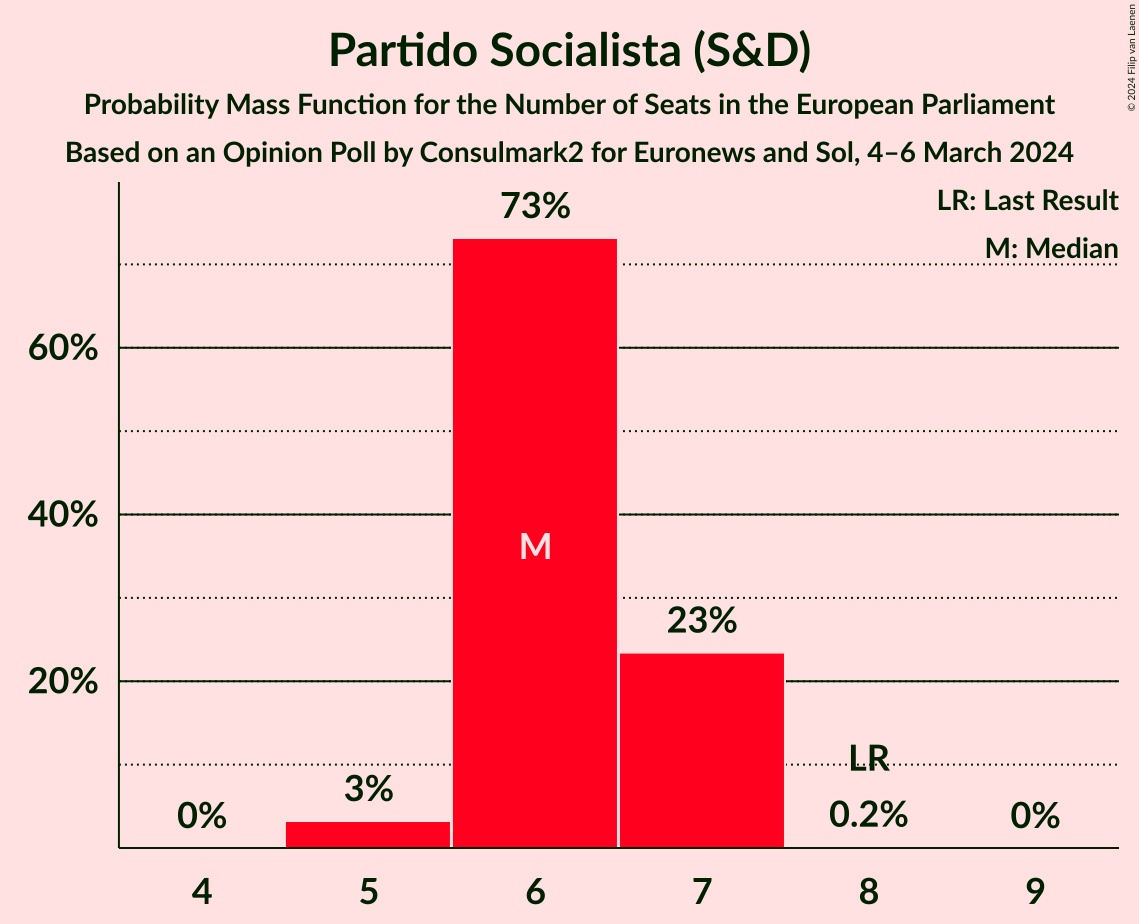 Partido Socialista (S&D)
Probability Mass Function for the Number of Seats in the European Parliament
Based on an Opinion Poll by Consulmark2 for Euronews and Sol, 4–6 March 2024
© 2024 Filip van Laenen
LR: Last Result
M: Median
73%
60%
40%
M
23%
20%
LR
3%
0%
0.2%
0%
4 5 6 7 8 9